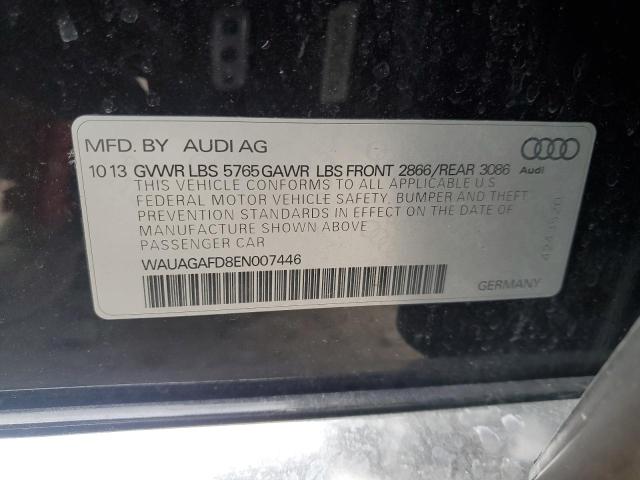 MFD. BY AUDI AG
10 13 GVWR LBS 5765 GAWR LBS FRONT 2866/REAR 3086
Audi
THIS VEHICLE CONFORMS TO ALL APPLICABLE U.S
FEDERAL MOTOR VEHICLE SAFETY, BUMPER AND THEFT
PREVENTION STANDARDS IN EFFECT ON THE DATE OF
MANUFACTURE SHOWN ABOVE
PASSENGER CAR
WAUAGAFD8EN007446
GERMANY